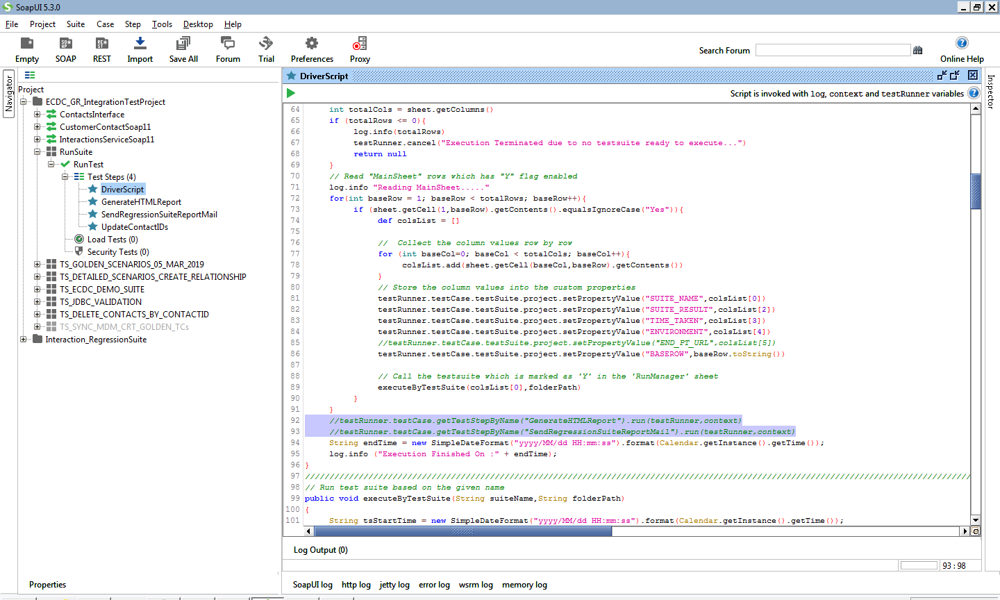 SoapUI 5.3.0
File Project Suite Case Step Tools Desktop Help
Empty SOAP REST Import Save All Forum Trial Preferences Proxy
Search Forum
Online Help
Navigator
Project
ECDC_GR_IntegrationTestProject
ContactsInterface
CustomerContactSoap11
InteractionsServiceSoap11
RunSuite
RunTest
Test Steps (4)
DriverScript
GenerateHTMLReport
SendRegressionSuiteReportMail
UpdateContactIDs
Load Tests (0)
Security Tests (0)
TS_GOLDEN_SCENARIOS_05_MAR_2019
TS_DETAILED_SCENARIOS_CREATE_RELATIONSHIP
TS_ECDC_DEMO_SUITE
TS_JDBC_VALIDATION
TS_DELETE_CONTACTS_BY_CONTACTID
TS_SYNC_MDM_CRT_GOLDEN_TCs
Interaction_RegressionSuite
Properties
DriverScript
Script is invoked with log, context and testRunner variables
64 int totalCols = sheet.getColumns()
65 if (totalRows <= 0){
66 log.info(totalRows)
67 testRunner.cancel("Execution Terminated due to no testsuite ready to execute...")
68 return null
69 }
70 // Read "MainSheet" rows which has "Y" flag enabled
71 log.info "Reading MainSheet....."
72 for(int baseRow = 1; baseRow < totalRows; baseRow++){
73 if (sheet.getCell(1,baseRow).getContents().equalsIgnoreCase("Yes")){
74 def colsList = []
75
76 //  Collect the column values row by row
77 for (int baseCol=0; baseCol < totalCols; baseCol++){
78 colsList.add(sheet.getCell(baseCol,baseRow).getContents())
79 }
80 // Store the column values into the custom properties
81 testRunner.testCase.testSuite.project.setPropertyValue("SUITE_NAME",colsList[0])
82 testRunner.testCase.testSuite.project.setPropertyValue("SUITE_RESULT",colsList[2])
83 testRunner.testCase.testSuite.project.setPropertyValue("TIME_TAKEN",colsList[3])
84 testRunner.testCase.testSuite.project.setPropertyValue("ENVIRONMENT",colsList[4])
85 //testRunner.testCase.testSuite.project.setPropertyValue("END_PT_URL",colsList[5])
86 testRunner.testCase.testSuite.project.setPropertyValue("BASEROW",baseRow.toString())
87
88 // Call the testsuite which is marked as 'Y' in the 'RunManager' sheet
89 executeByTestSuite(colsList[0],folderPath)
90 }
91 }
92 //testRunner.testCase.getTestStepByName("GenerateHTMLReport").run(testRunner,context)
93 //testRunner.testCase.getTestStepByName("SendRegressionSuiteReportMail").run(testRunner,context)
94 String endTime = new SimpleDateFormat("yyyy/MM/dd HH:mm:ss").format(Calendar.getInstance().getTime());
95 log.info ("Execution Finished On :" + endTime);
96 }
97 ////////////////////////////////////////////////////////////////////////////////////////////////////////////////////////////////////////
98 // Run test suite based on the given name
99 public void executeByTestSuite(String suiteName,String folderPath)
100 {
101 String tsStartTime = new SimpleDateFormat("yyyy/MM/dd HH:mm:ss").format(Calendar.getInstance().getTime());
Log Output (0)
93 : 98
SoapUI log http log jetty log error log wsrm log memory log
Inspector